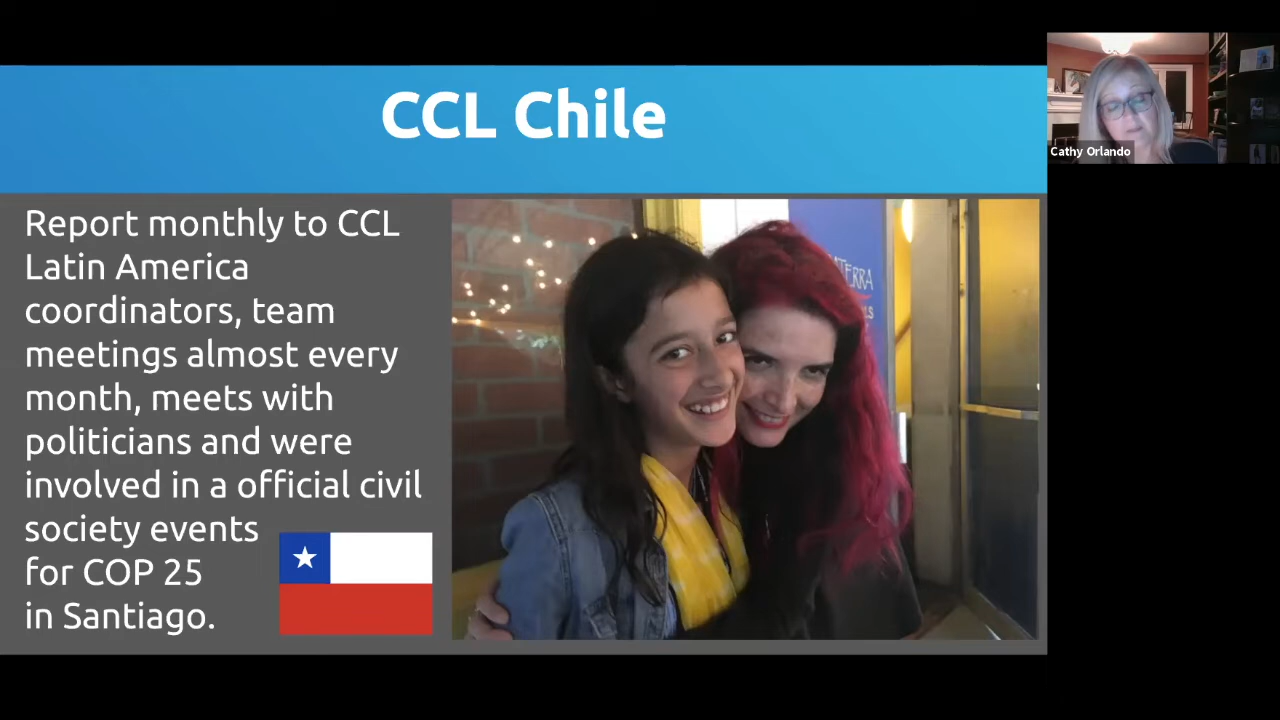 CCL Chile
Cathy Orlando
Report monthly to CCL
Latin America
coordinators, team
meetings almost every
month, meets with
politicians and were
involved in a official civil
society events
for COP 25
in Santiago.